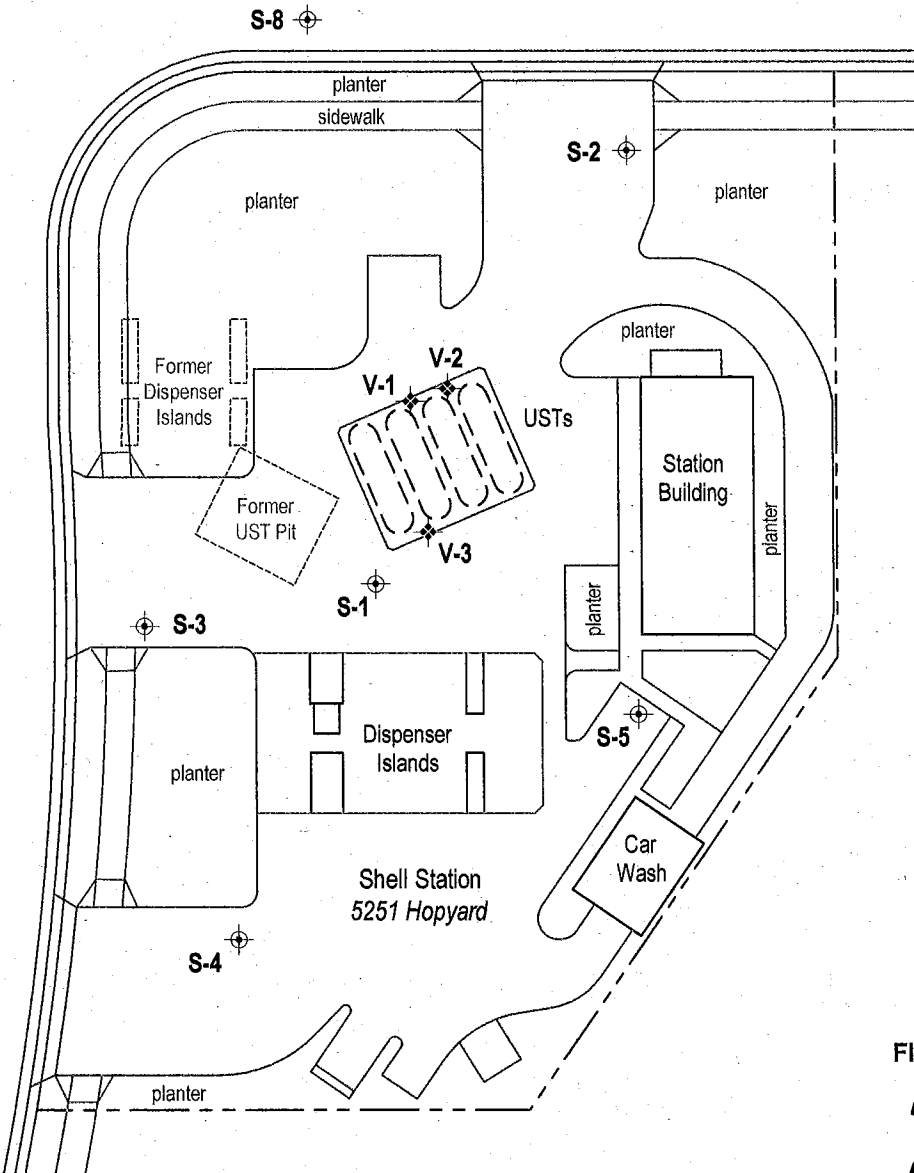 S-8
planter
sidewalk
S-2
planter
planter
planter
Former
Dispenser
Islands
V-2
V-1
USTs
Station
Building
Former
UST Pit
V-3
planter
S-1
planter
S-3
S-5
Dispenser
Islands
planter
Car
Wash
Shell Station
5251 Hopyard
S-4
planter